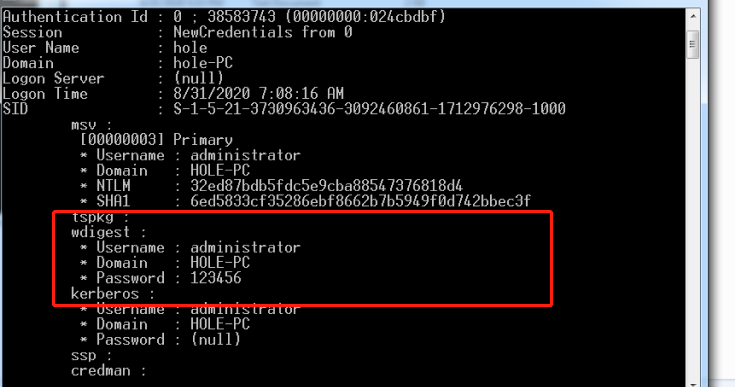 Authentication Id : 0 ; 38583743 (00000000:024cbdbf)
Session : NewCredentials from 0
User Name : hole
Domain : hole-PC
Logon Server : (null)
Logon Time : 8/31/2020 7:08:16 AM
SID : S-1-5-21-3730963436-3092460861-1712976298-1000
msv :
[00000003] Primary
* Username : administrator
* Domain : HOLE-PC
* NTLM : 32ed87bdb5fdc5e9cba88547376818d4
* SHA1 : 6ed5833cf35286ebf8662b7b5949f0d742bbec3f
tspkg :
wdigest :
* Username : administrator
* Domain : HOLE-PC
* Password : 123456
kerberos :
* Username : administrator
* Domain : HOLE-PC
* Password : (null)
ssp :
credman :